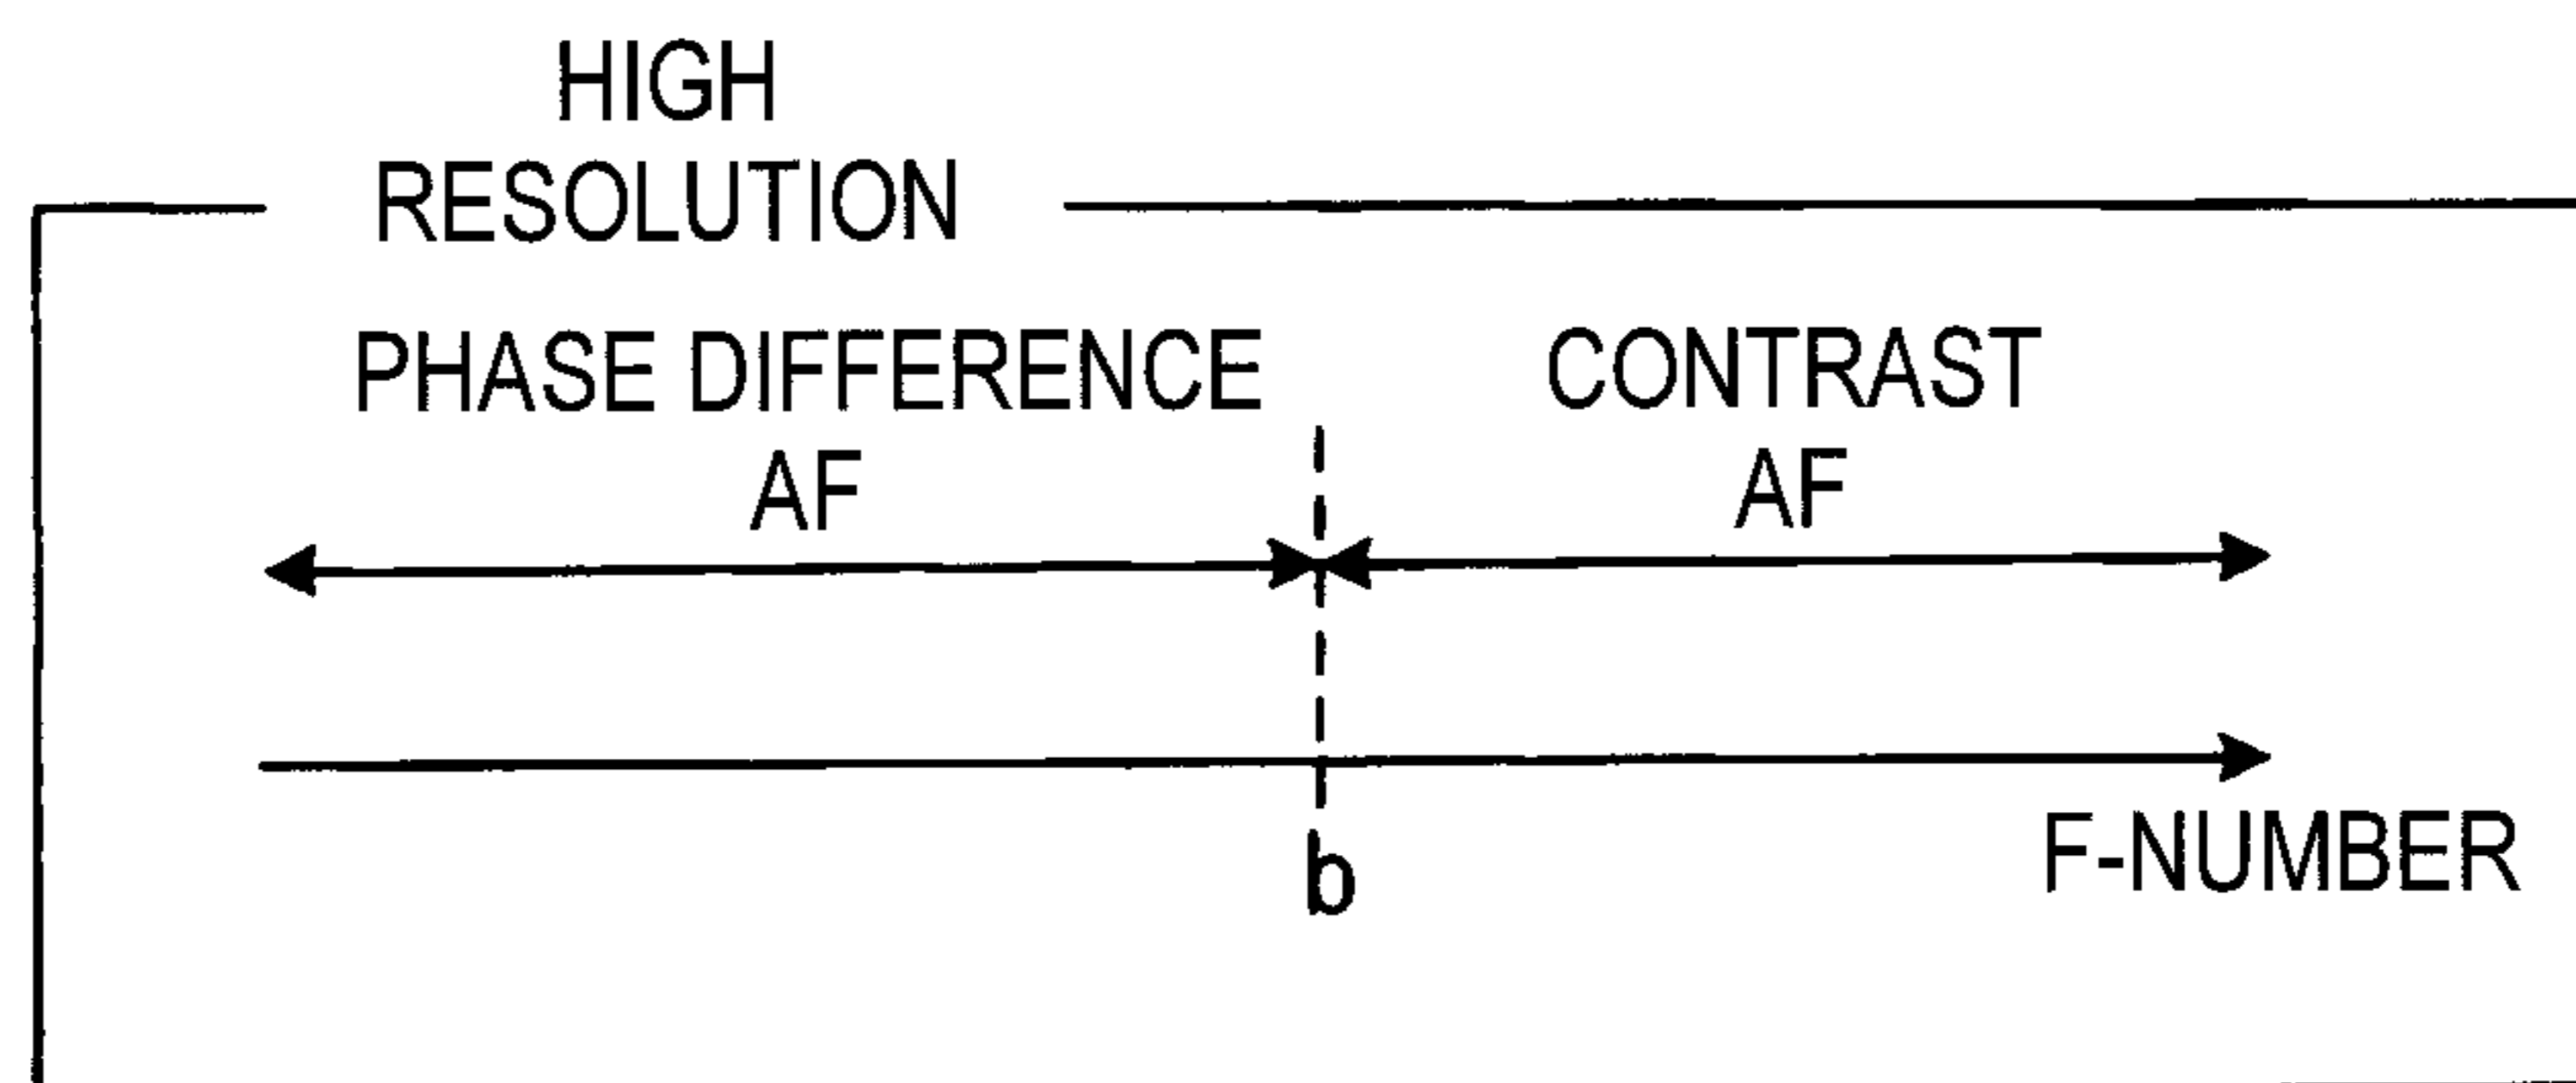 HIGH
RESOLUTION
PHASE DIFFERENCE
AF
CONTRAST
AF
b
F-NUMBER